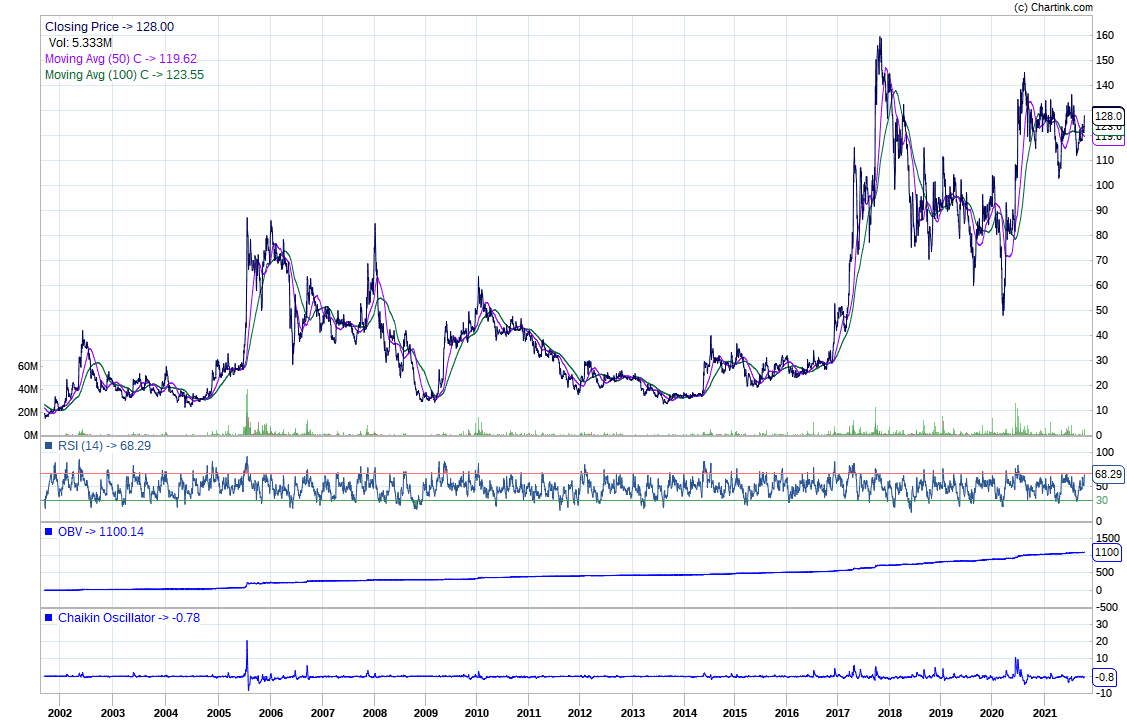 (c) Chartink.com
Closing Price -> 128.00
Vol: 5.333M
Moving Avg (50) C -> 119.62
Moving Avg (100) C -> 123.55
160
150
140
128.0
110
100
90
80
70
60
50
40
30
20
10
0
60M
40M
20M
0M
RSI (14) -> 68.29
100
68.29
50
30
0
OBV -> 1100.14
1500
1100
500
0
-500
Chaikin Oscillator -> -0.78
30
20
10
-0.8
-10
2002 2003 2004 2005 2006 2007 2008 2009 2010 2011 2012 2013 2014 2015 2016 2017 2018 2019 2020 2021